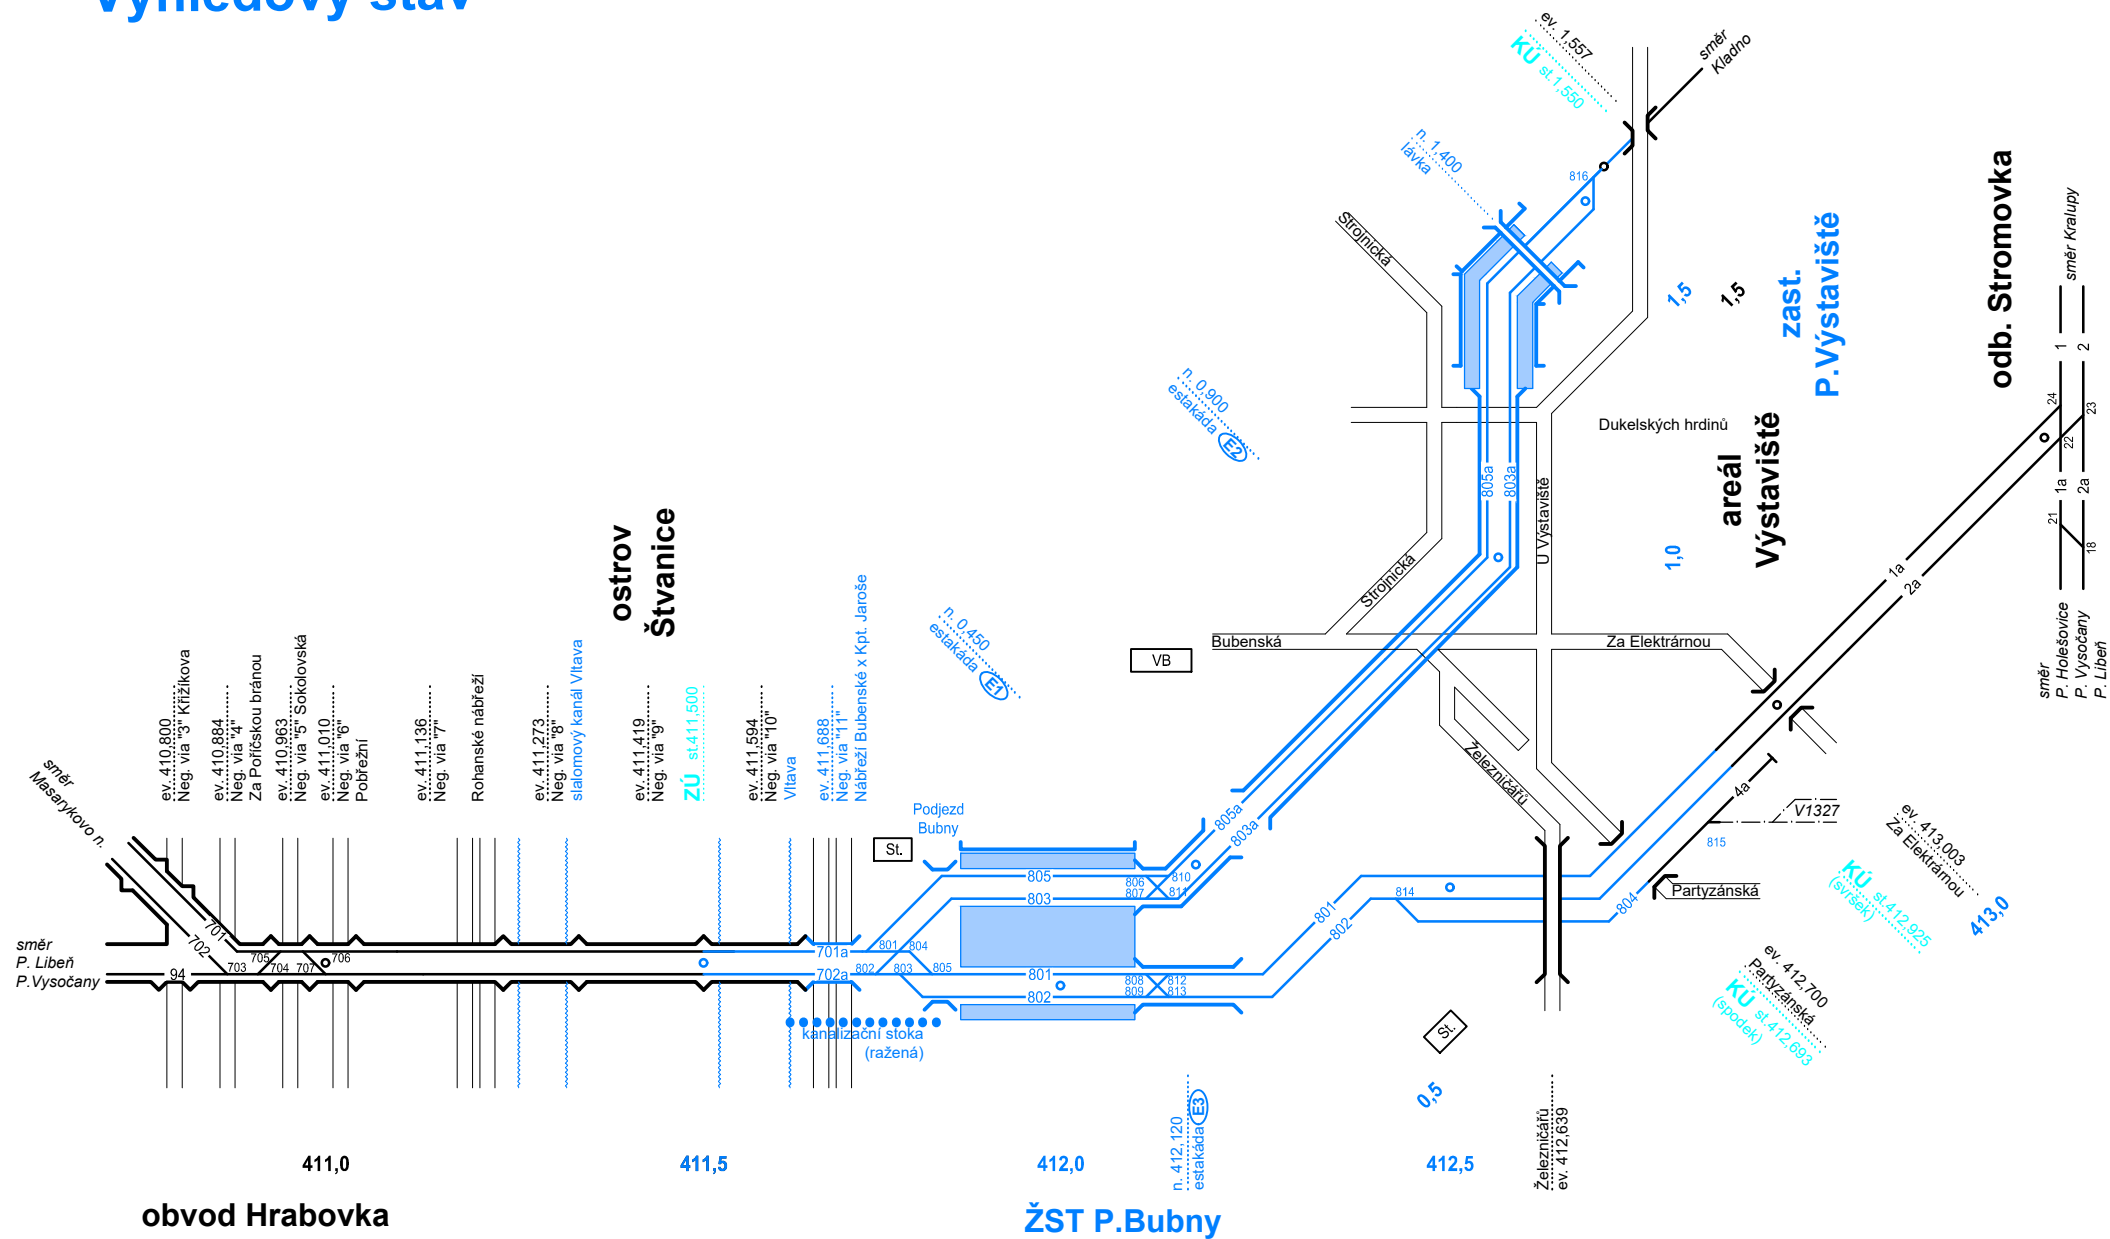 Výhledový stav
ev. 1,557
KÚ st.1,550
směr
Kladno
n. 1,400
lávka
816
Strojnická
1,5
1,5
zast.
P.Výstaviště
odb. Stromovka
směr Kralupy
1
2
24
23
22
1a
2a
21
18
směr
P. Holešovice
P. Vysočany
P. Libeň
n. 0,900
estakáda E2
Dukelských hrdinů
areál
Výstaviště
805a
803a
U Výstaviště
1,0
1a
2a
Strojnická
ostrov
Štvanice
n. 0,450
estakáda E1
VB
Bubenská
Za Elektrárnou
Železničářů
směr
Masarykovo n.
ev. 410,800
Neg. via "3" Křižíkova
ev. 410,884
Neg. via "4"
Za Poříčskou bránou
ev. 410,963
Neg. via "5" Sokolovská
ev. 411,010
Neg. via "6"
Pobřežní
ev. 411,136
Neg. via "7"
Rohanské nábřeží
ev. 411,273
Neg. via "8"
slalomový kanál Vltava
ev. 411,419
Neg. via "9"
ZÚ st.411,500
ev. 411,594
Neg. via "10"
Vltava
ev. 411,688
Neg. via "11"
Nábřeží Bubenské x Kpt. Jaroše
Podjezd
Bubny
St.
805a
803a
4a
V1327
815
ev. 413,003
Za Elektrárnou
KÚ st.412,925
(svršek)
413,0
805
803
806
807
810
811
814
804
Partyzánská
801
802
701
702
směr
P. Libeň
P.Vysočany
94
703
705
704
707
706
701a
702a
801
804
802
803
805
801
802
808
809
812
813
kanalizační stoka
(ražená)
St.
ev. 412,700
Partyzánská
KÚ st.412,693
(spodek)
0,5
n. 412,120
estakáda E3
Železničářů
ev. 412,639
411,0
411,5
412,0
412,5
obvod Hrabovka
ŽST P.Bubny